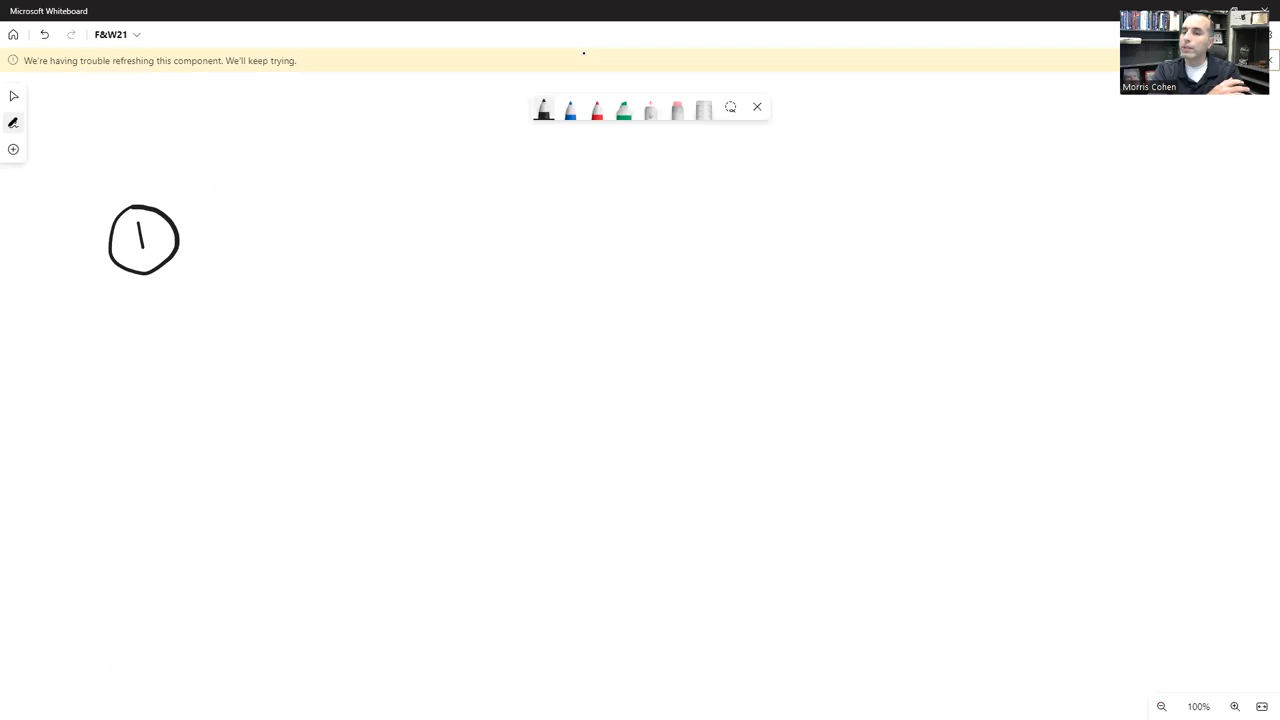 Microsoft Whiteboard
F&W21
We're having trouble refreshing this component. We'll keep trying.
Morris Cohen
1
100%